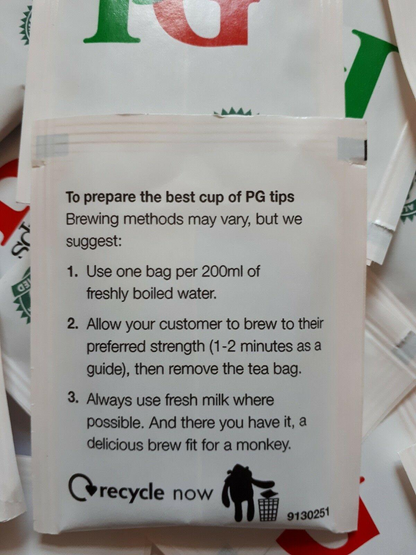 PG
To prepare the best cup of PG tips
Brewing methods may vary, but we
suggest:
1. Use one bag per 200ml of
freshly boiled water.
2. Allow your customer to brew to their
preferred strength (1-2 minutes as a
guide), then remove the tea bag.
3. Always use fresh milk where
possible. And there you have it, a
delicious brew fit for a monkey.
recycle now
9130251